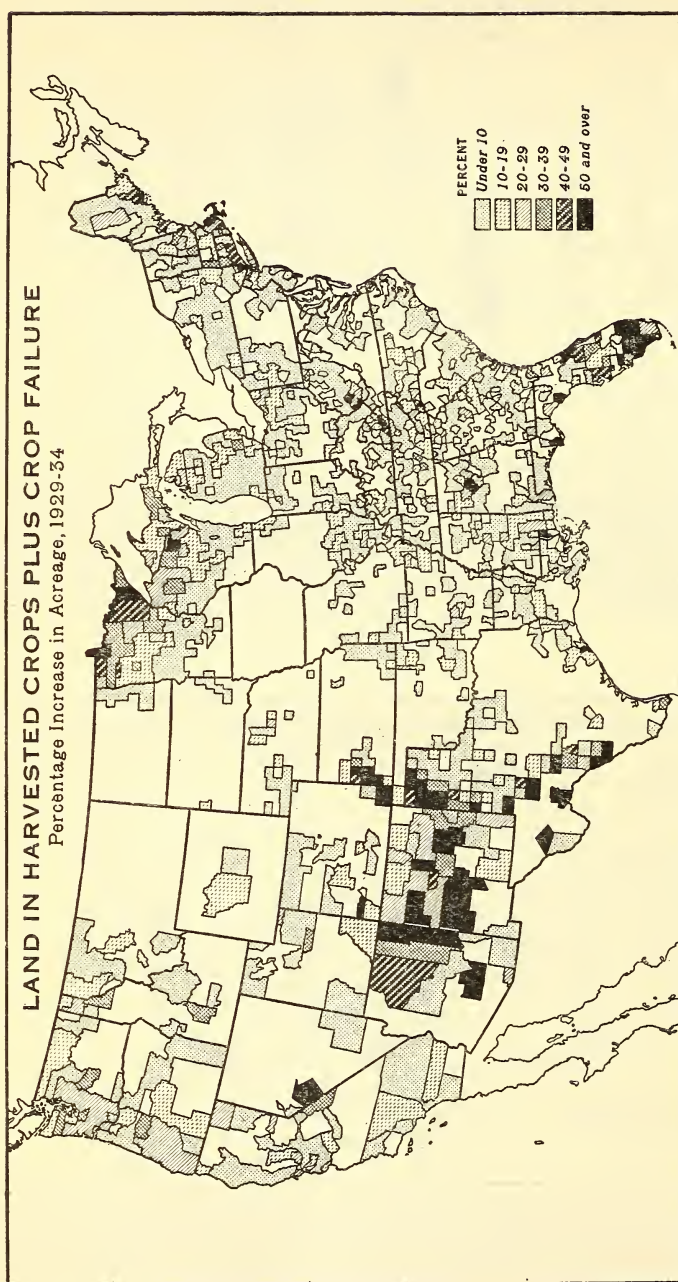 LAND IN HARVESTED CROPS PLUS CROP FAILURE
Percentage Increase in Acreage, 1929-34
PERCENT
Under 10
10-19
20-29
30-39
40-49
50 and over